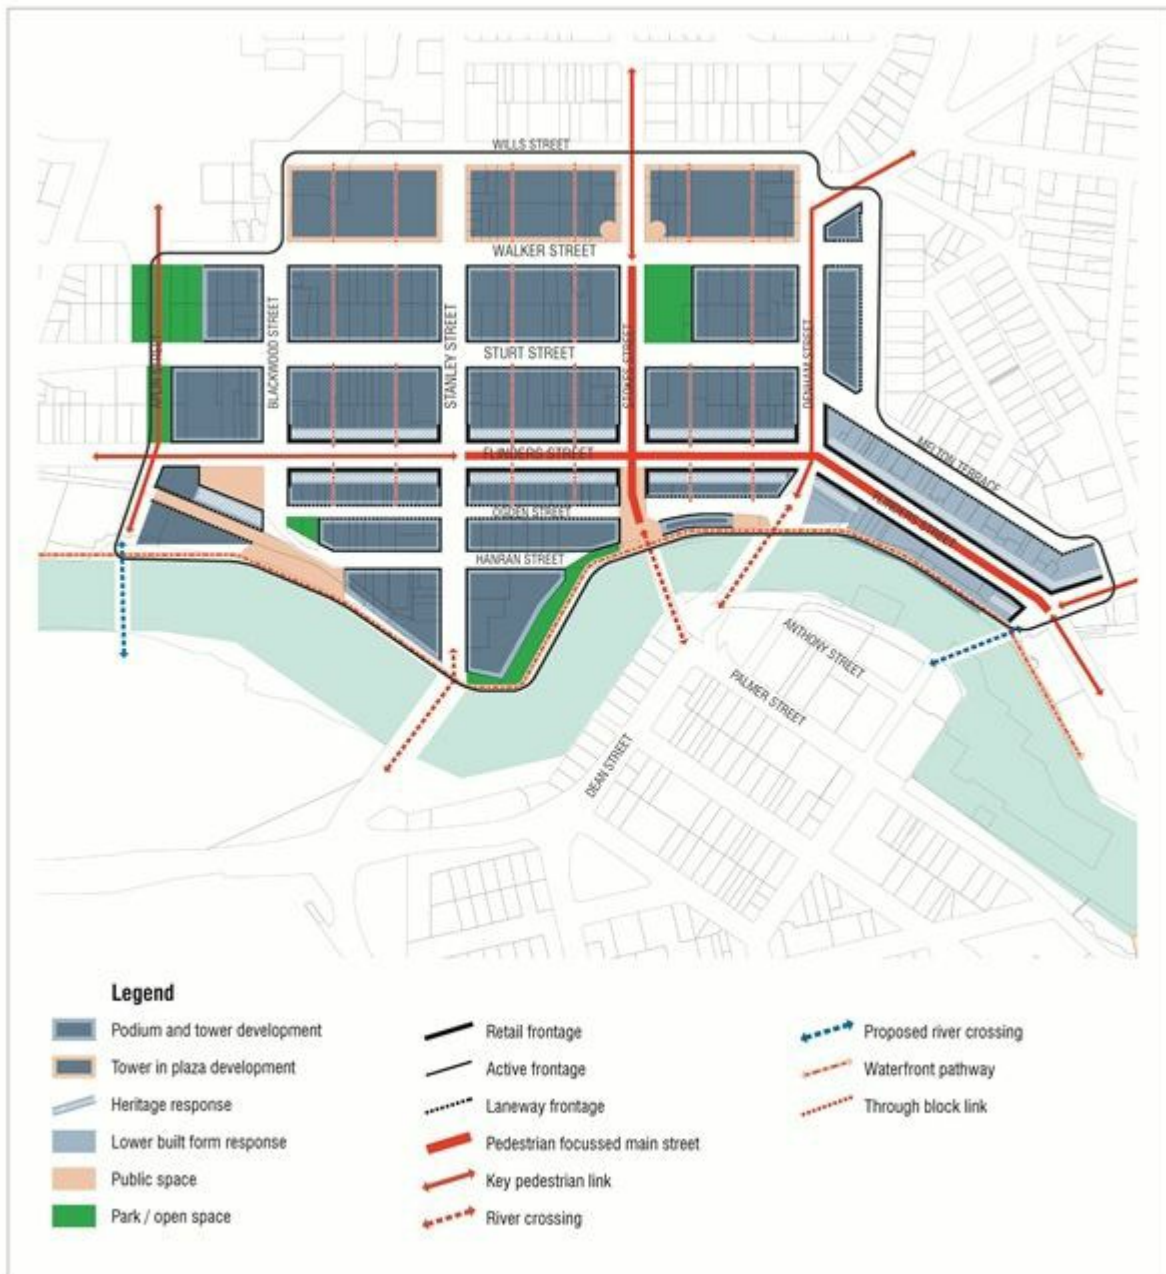 WILLS STREET
WALKER STREET
BLACKWOOD STREET
STANLEY STREET
STURT STREET
STOKES STREET
DENHAM STREET
FLINDERS STREET
MELTON TERRACE
FLINDERS STREET
OGDEN STREET
HANRAN STREET
ANTHONY STREET
PALMER STREET
DEAN STREET
Legend
Podium and tower development
Tower in plaza development
Heritage response
Lower built form response
Public space
Park / open space
Retail frontage
Active frontage
Laneway frontage
Pedestrian focussed main street
Key pedestrian link
River crossing
Proposed river crossing
Waterfront pathway
Through block link